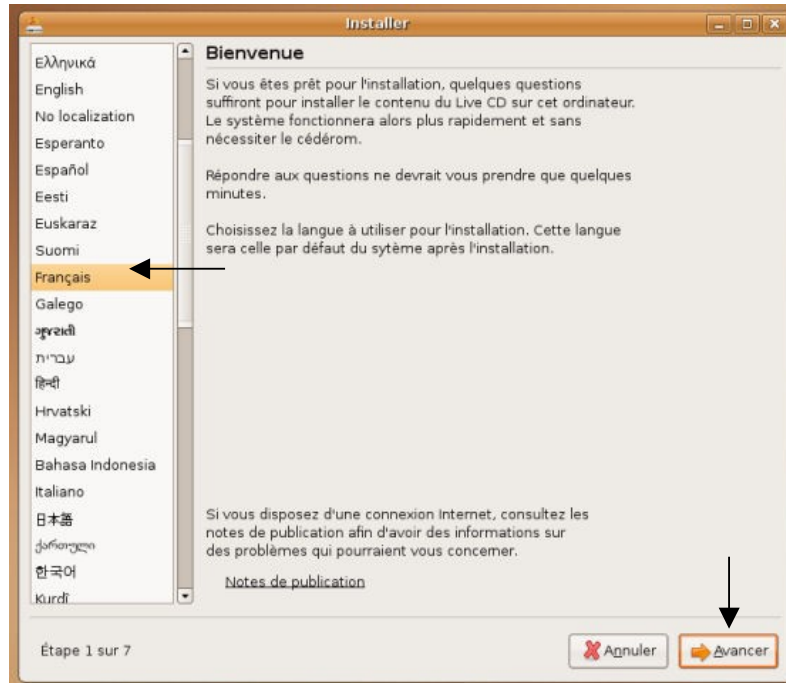 Installer
Ελληνικά
English
No localization
Esperanto
Español
Eesti
Euskaraz
Suomi
Français
Galego
ગુજરાતી
עברית
हिन्दी
Hrvatski
Magyarul
Bahasa Indonesia
Italiano
日本語
ქართული
한국어
Kurdî
Bienvenue
Si vous êtes prêt pour l'installation, quelques questions
suffiront pour installer le contenu du Live CD sur cet ordinateur.
Le système fonctionnera alors plus rapidement et sans
nécessiter le cédérom.
Répondre aux questions ne devrait vous prendre que quelques
minutes.
Choisissez la langue à utiliser pour l'installation. Cette langue
sera celle par défaut du sytème après l'installation.
Si vous disposez d'une connexion Internet, consultez les
notes de publication afin d'avoir des informations sur
des problèmes qui pourraient vous concerner.
Notes de publication
Étape 1 sur 7
Annuler
Avancer